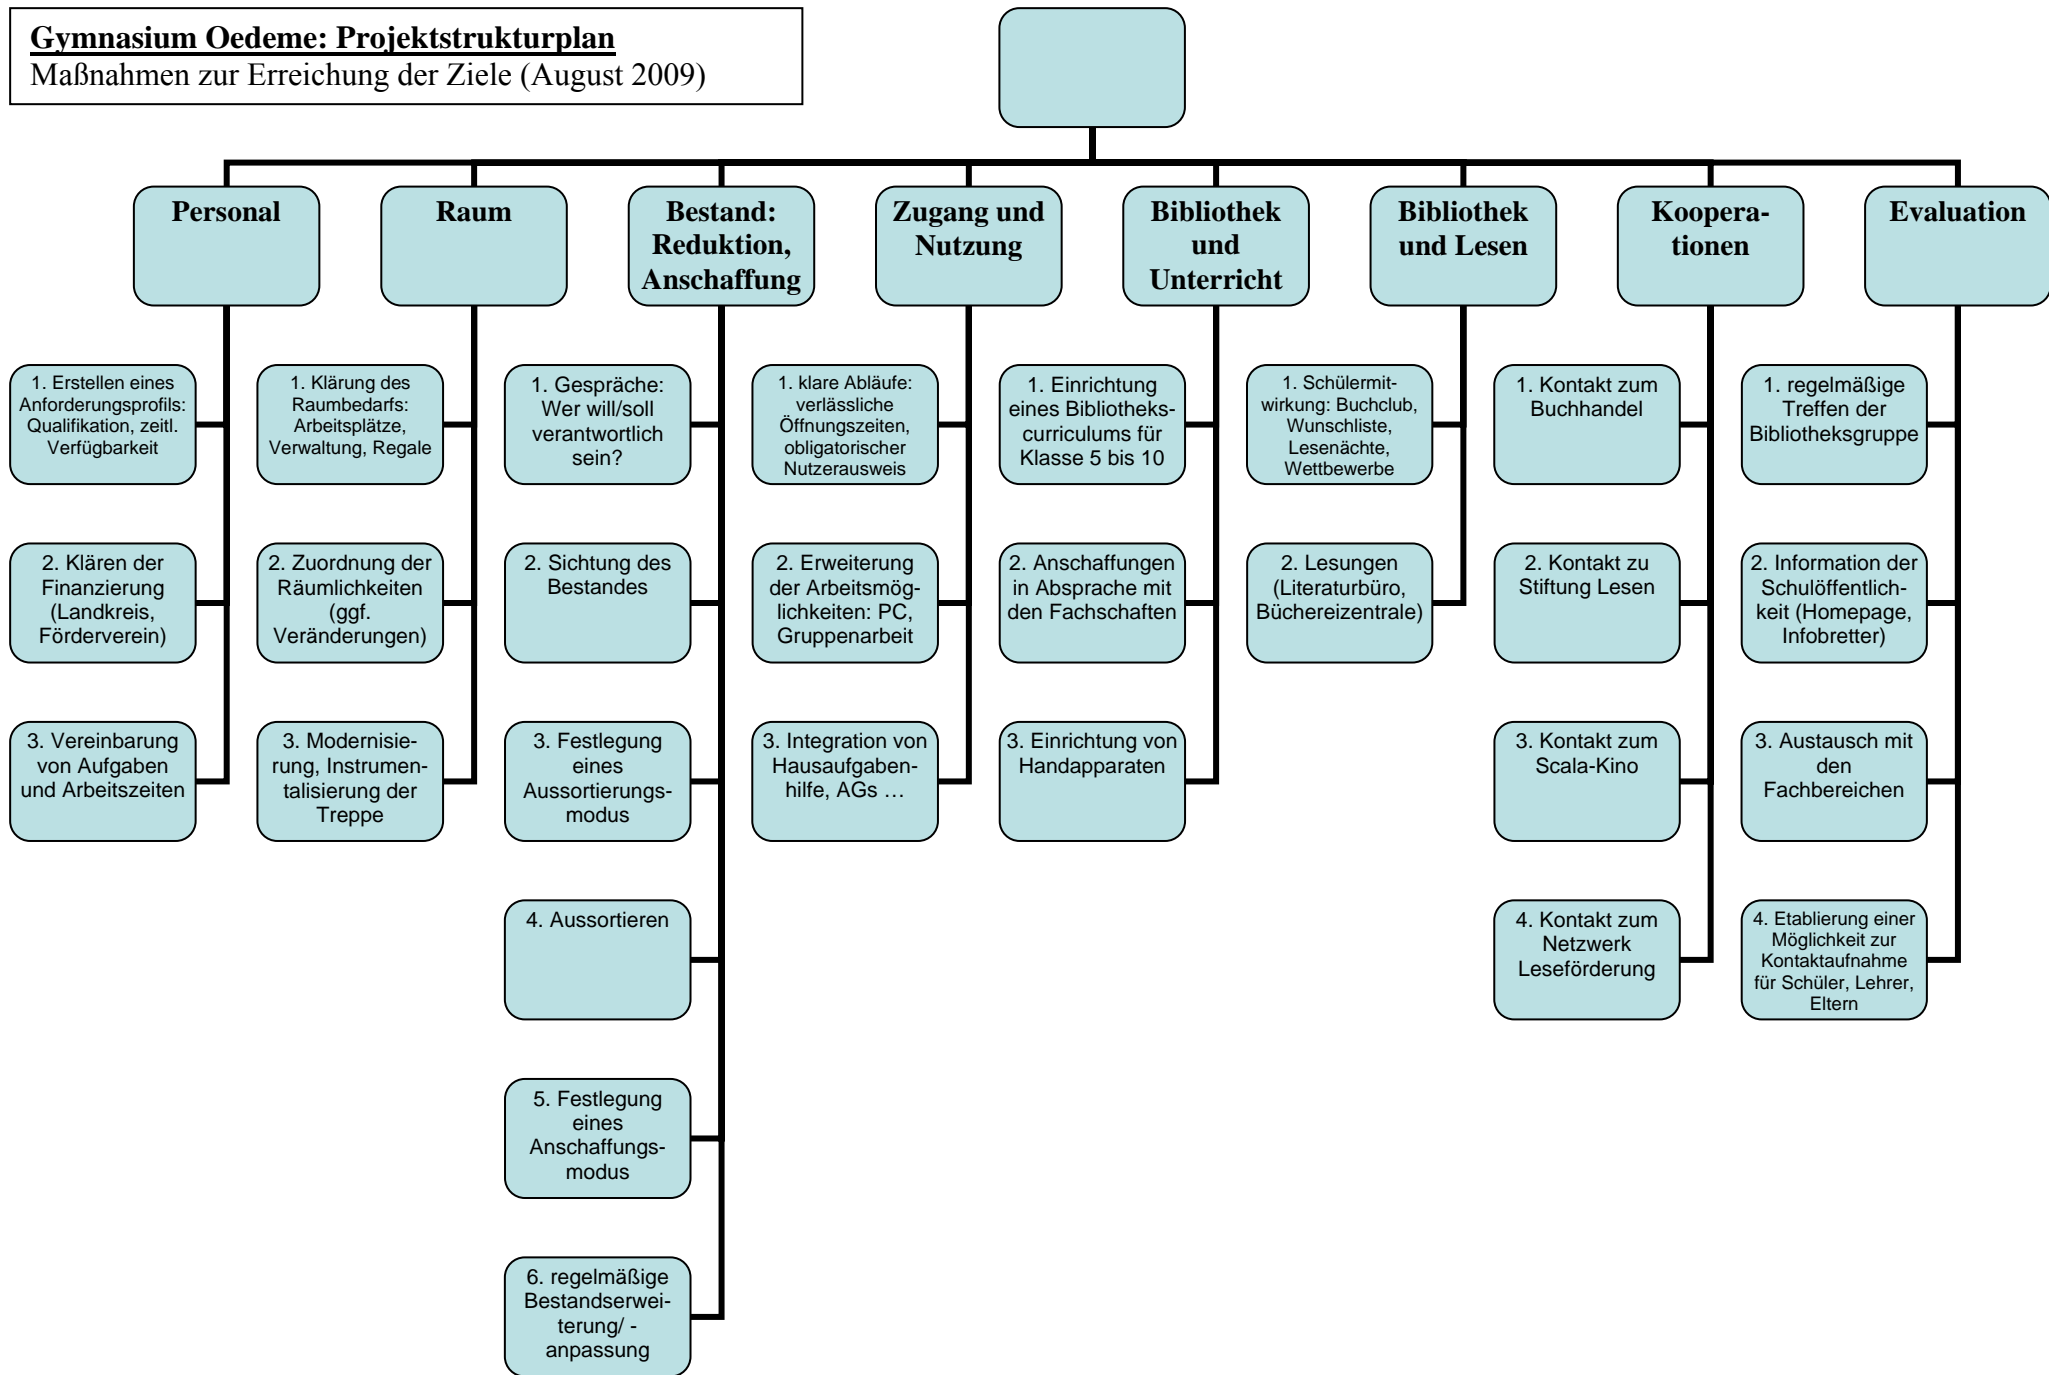 Gymnasium Oedeme: Projektstrukturplan
Maßnahmen zur Erreichung der Ziele (August 2009)
Personal
Raum
Bestand:
Reduktion,
Anschaffung
Zugang und
Nutzung
Bibliothek
und
Unterricht
Bibliothek
und Lesen
Koopera-
tionen
Evaluation
1. Erstellen eines
Anforderungsprofils:
Qualifikation, zeitl.
Verfügbarkeit
1. Klärung des
Raumbedarfs:
Arbeitsplätze,
Verwaltung, Regale
1. Gespräche:
Wer will/soll
verantwortlich
sein?
1. klare Abläufe:
verlässliche
Öffnungszeiten,
obligatorischer
Nutzerausweis
1. Einrichtung
eines Bibliotheks-
curriculums für
Klasse 5 bis 10
1. Schülermit-
wirkung: Buchclub,
Wunschliste,
Lesenächte,
Wettbewerbe
1. Kontakt zum
Buchhandel
1. regelmäßige
Treffen der
Bibliotheksgruppe
2. Klären der
Finanzierung
(Landkreis,
Förderverein)
2. Zuordnung der
Räumlichkeiten
(ggf.
Veränderungen)
2. Sichtung des
Bestandes
2. Erweiterung
der Arbeitsmög-
lichkeiten: PC,
Gruppenarbeit
2. Anschaffungen
in Absprache mit
den Fachschaften
2. Lesungen
(Literaturbüro,
Büchereizentrale)
2. Kontakt zu
Stiftung Lesen
2. Information der
Schulöffentlich-
keit (Homepage,
Infobretter)
3. Vereinbarung
von Aufgaben
und Arbeitszeiten
3. Modernisie-
rung, Instrumen-
talisierung der
Treppe
3. Festlegung
eines
Aussortierungs-
modus
3. Integration von
Hausaufgaben-
hilfe, AGs …
3. Einrichtung von
Handapparaten
3. Kontakt zum
Scala-Kino
3. Austausch mit
den
Fachbereichen
4. Aussortieren
4. Kontakt zum
Netzwerk
Leseförderung
4. Etablierung einer
Möglichkeit zur
Kontaktaufnahme
für Schüler, Lehrer,
Eltern
5. Festlegung
eines
Anschaffungs-
modus
6. regelmäßige
Bestandserwei-
terung/ -
anpassung